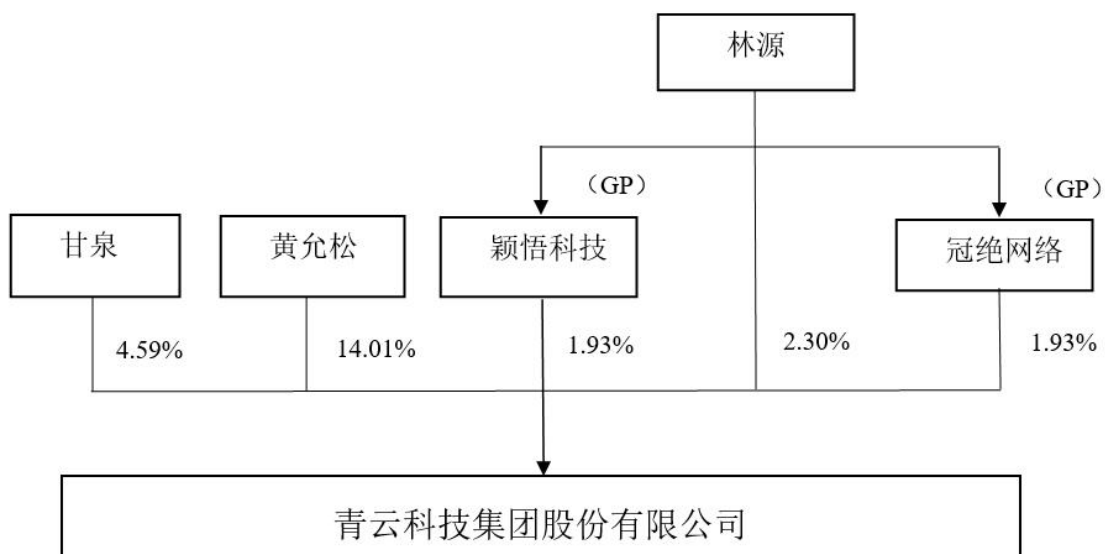 林源
（GP）
（GP）
甘泉
黄允松
颖悟科技
冠绝网络
4.59%
14.01%
1.93%
2.30%
1.93%
青云科技集团股份有限公司